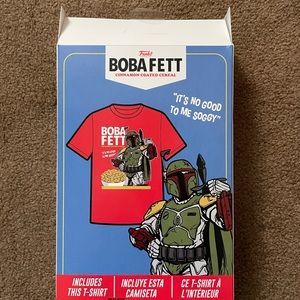 Funko
BOBA FETT
CINNAMON COATED CEREAL
"IT'S NO GOOD
TO ME SOGGY"
BOBA
FETT
INCLUDES
THIS T-SHIRT
INCLUYE ESTA
CAMISETA
CE T-SHIRT À
L'INTÉRIEUR